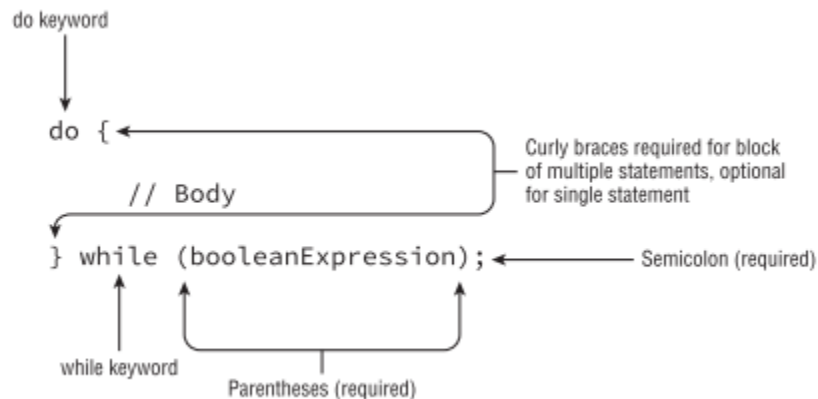 do keyword
do {
Curly braces required for block
of multiple statements, optional
for single statement
// Body
} while (booleanExpression);
Semicolon (required)
while keyword
Parentheses (required)